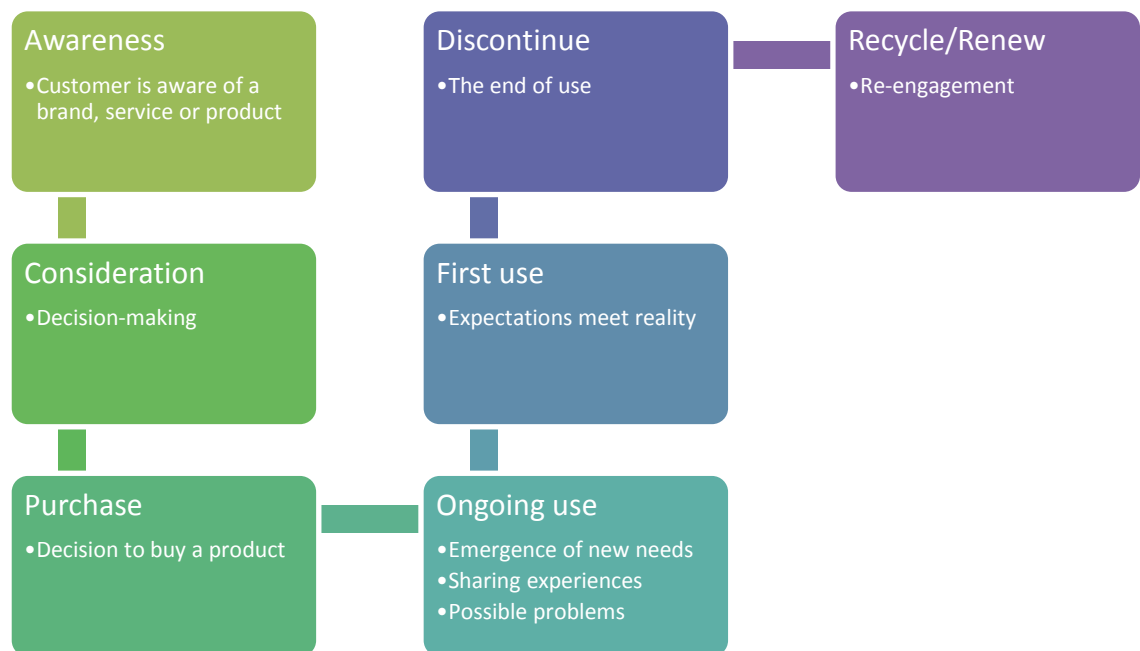 Awareness
•Customer is aware of a
brand, service or product
Consideration
•Decision-making
Purchase
•Decision to buy a product
Ongoing use
•Emergence of new needs
•Sharing experiences
•Possible problems
First use
•Expectations meet reality
Discontinue
•The end of use
Recycle/Renew
•Re-engagement